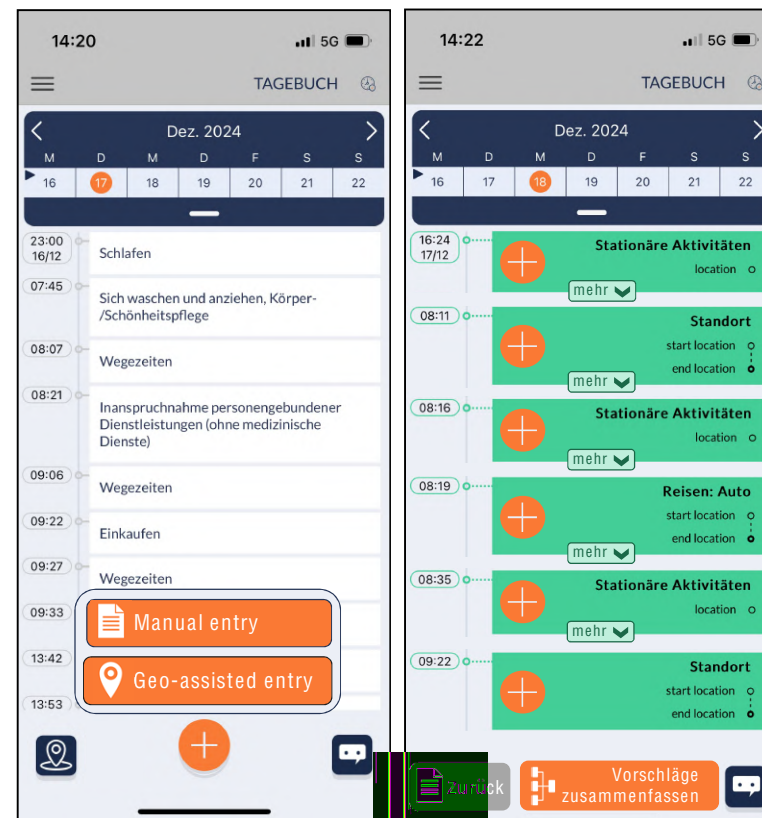 14:20
5G
TAGEBUCH
Dez. 2024
M D M D F S S
16 17 18 19 20 21 22
23:00
16/12
Schlafen
07:45
Sich waschen und anziehen, Körper-
/Schönheitspflege
08:07
Wegezeiten
08:21
Inanspruchnahme personengebundener
Dienstleistungen (ohne medizinische
Dienste)
09:06
Wegezeiten
09:22
Einkaufen
09:27
Wegezeiten
09:33
Manual entry
13:42
Geo-assisted entry
13:53
14:22
5G
TAGEBUCH
Dez. 2024
M D M D F S S
16 17 18 19 20 21 22
16:24
17/12
Stationäre Aktivitäten
location
mehr
08:11
Standort
start location
end location
mehr
08:16
Stationäre Aktivitäten
location
mehr
08:19
Reisen: Auto
start location
end location
mehr
08:35
Stationäre Aktivitäten
location
mehr
09:22
Standort
start location
end location
Zurück
Vorschläge
zusammenfassen